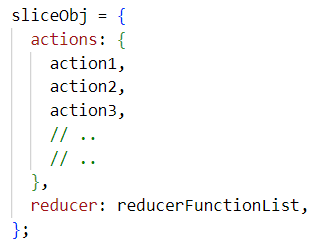 sliceObj = {
  actions: {
    action1,
    action2,
    action3,
    // ..
    // ..
  },
  reducer: reducerFunctionList,
};